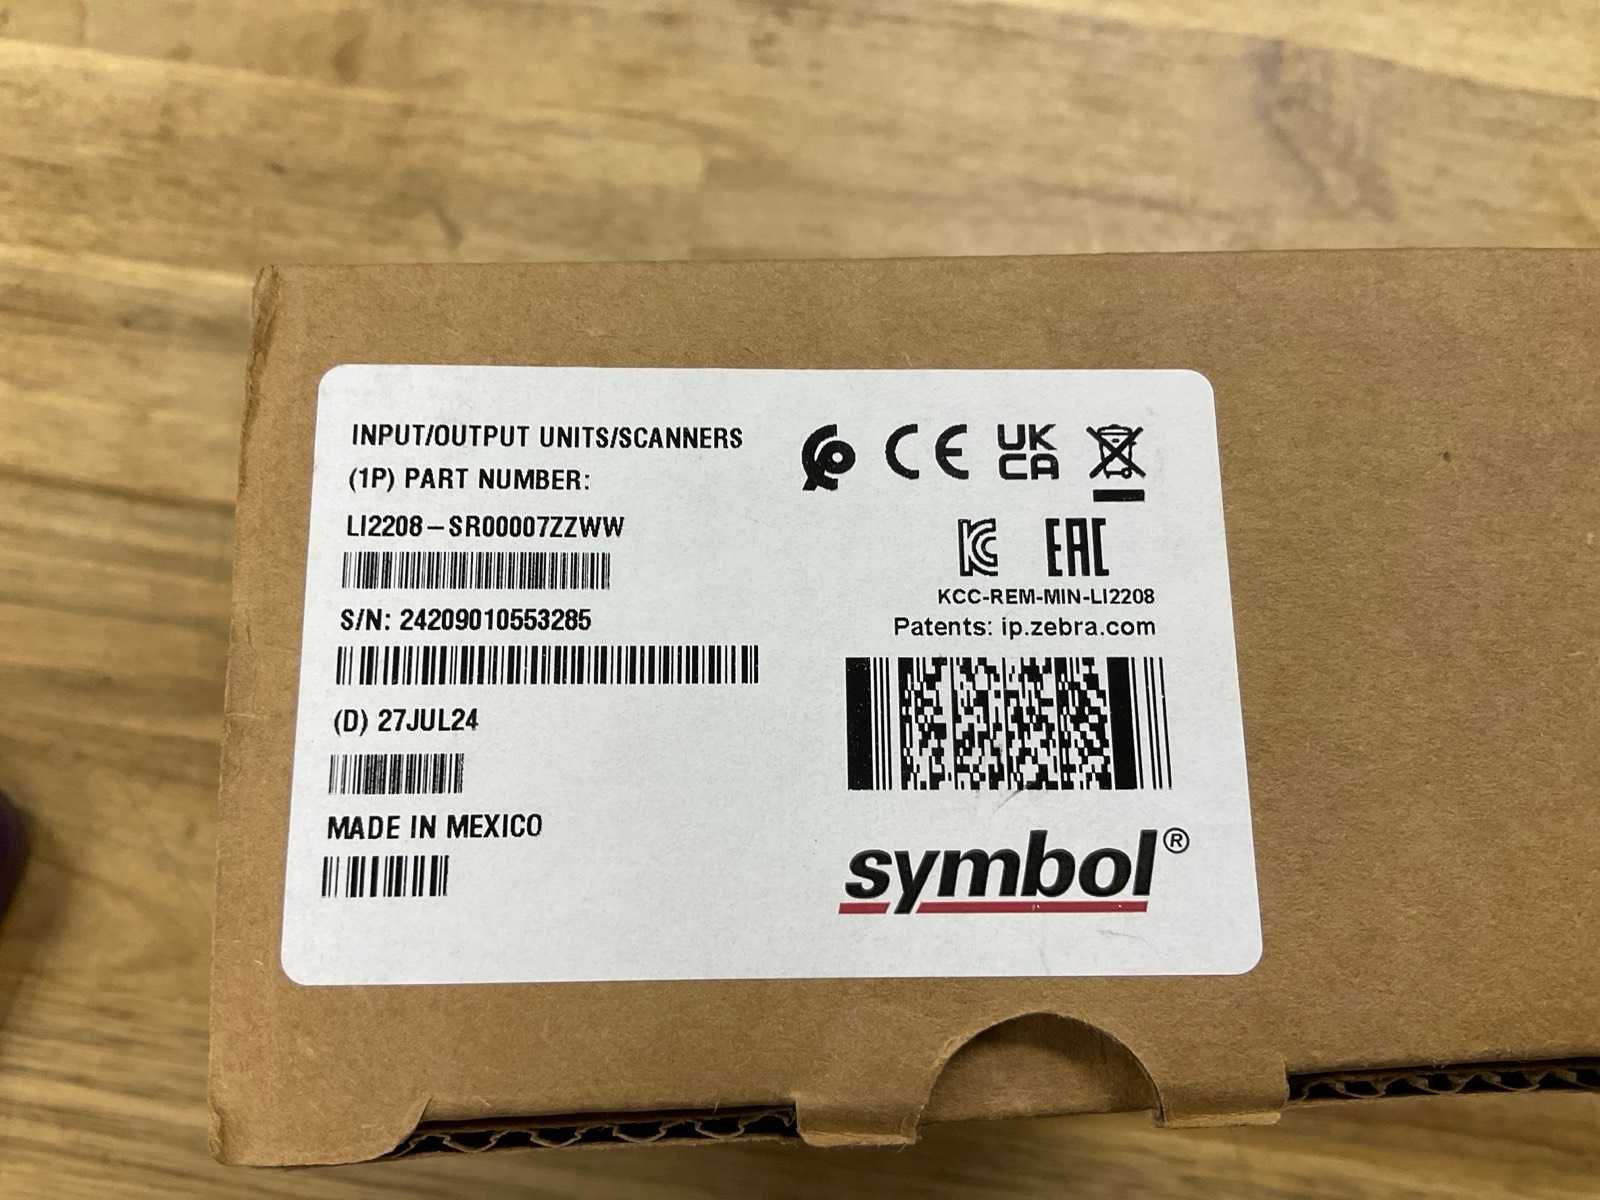 INPUT/OUTPUT UNITS/SCANNERS
(1P) PART NUMBER:
LI2208-SR00007ZZWW
S/N: 24209010553285
(D) 27JUL24
MADE IN MEXICO
CE
UK
CA
KC
EAC
KCC-REM-MIN-LI2208
Patents: ip.zebra.com
symbol®